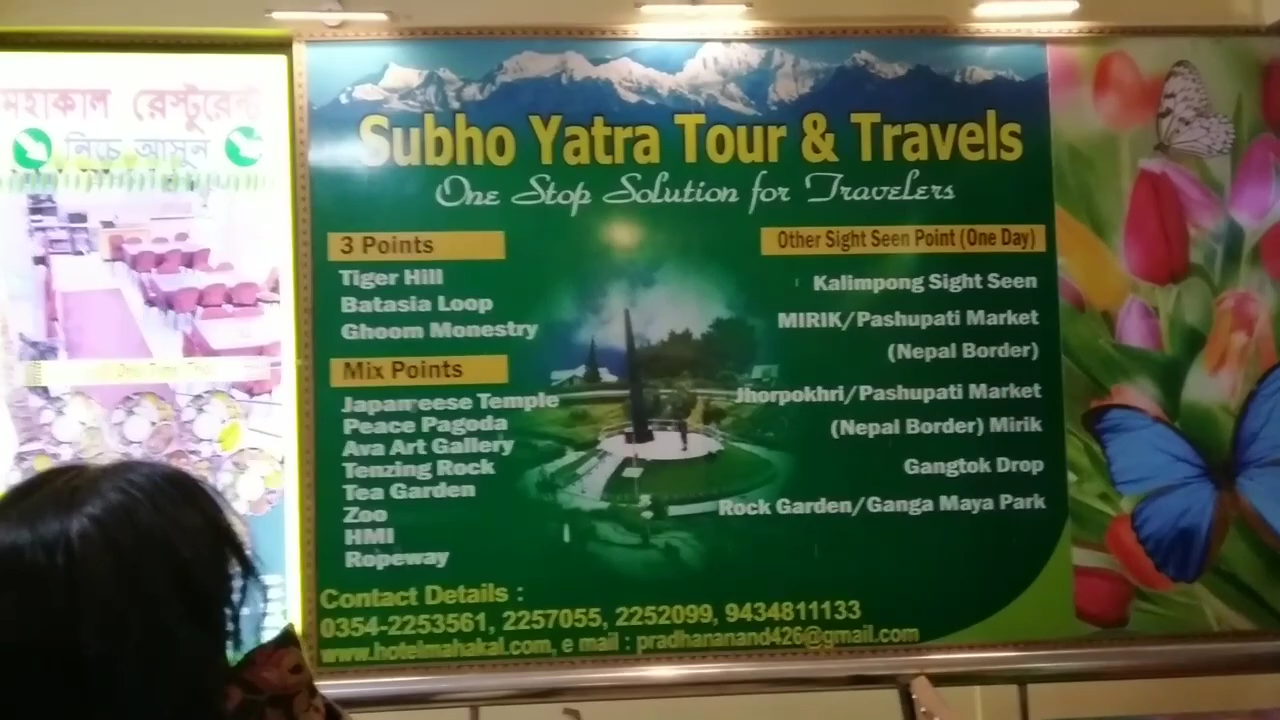 মহাকাল রেস্টুরেন্ট
নিচে আসুন
Subho Yatra Tour & Travels
One Stop Solution for Travelers
3 Points
Tiger Hill
Batasia Loop
Ghoom Monestry
Mix Points
Japanreese Temple
Peace Pagoda
Ava Art Gallery
Tenzing Rock
Tea Garden
Zoo
HMI
Ropeway
Other Sight Seen Point (One Day)
Kalimpong Sight Seen
MIRIK/Pashupati Market
(Nepal Border)
Jhorpokhri/Pashupati Market
(Nepal Border) Mirik
Gangtok Drop
Rock Garden/Ganga Maya Park
Contact Details :
0354-2253561, 2257055, 2252099, 9434811133
www.hotelmahakal.com, e mail : pradhananand426@gmail.com